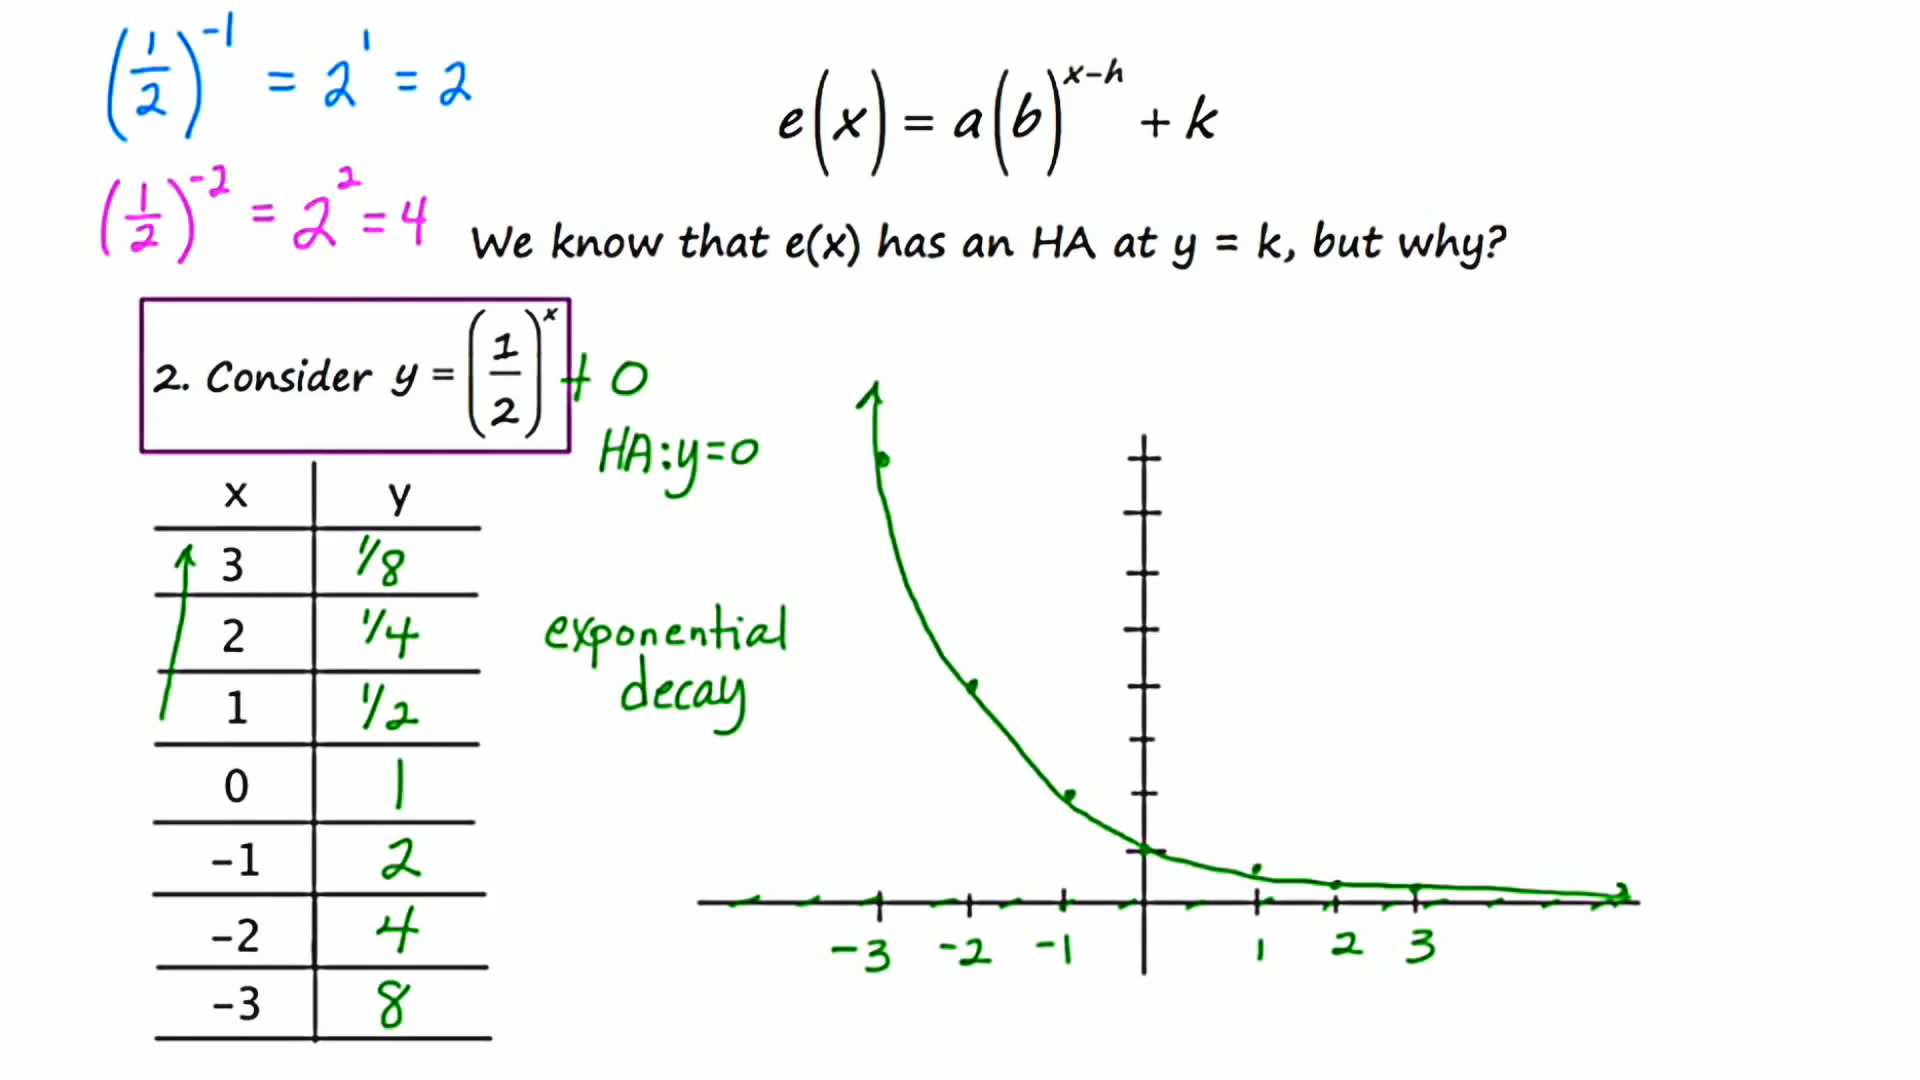 (1/2)^-1 = 2^1 = 2
e(x) = a(b)^x-h + k
(1/2)^-2 = 2^2 = 4
We know that e(x) has an HA at y = k, but why?
2. Consider y = (1/2)^x + 0
HA: y=0
x y
3 1/8
2 1/4
1 1/2
0 1
-1 2
-2 4
-3 8
exponential
decay
-3 -2 -1 1 2 3